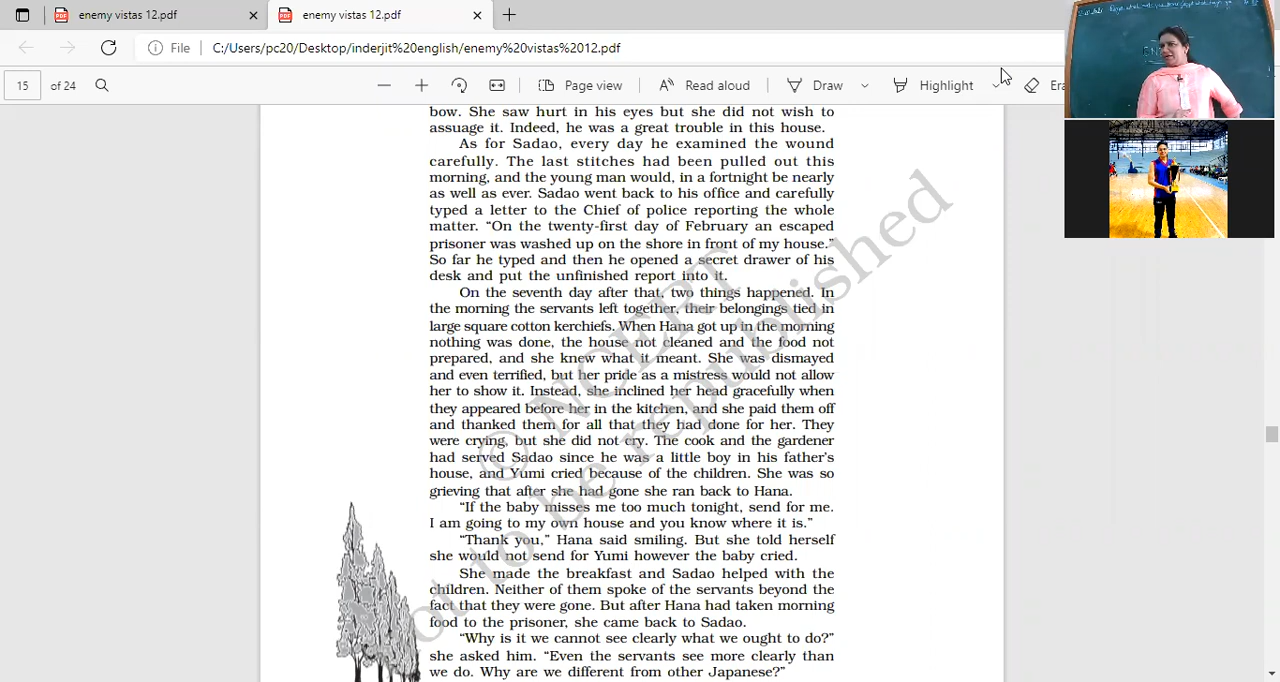 enemy vistas 12.pdf
enemy vistas 12.pdf
File
C:/Users/pc20/Desktop/inderjit%20english/enemy%20vistas%2012.pdf
15 of 24
Page view
Read aloud
Draw
Highlight
Era
bow. She saw hurt in his eyes but she did not wish to
assuage it. Indeed, he was a great trouble in this house.
As for Sadao, every day he examined the wound
carefully. The last stitches had been pulled out this
morning, and the young man would, in a fortnight be nearly
as well as ever. Sadao went back to his office and carefully
typed a letter to the Chief of police reporting the whole
matter. “On the twenty-first day of February an escaped
prisoner was washed up on the shore in front of my house.”
So far he typed and then he opened a secret drawer of his
desk and put the unfinished report into it.
On the seventh day after that, two things happened. In
the morning the servants left together, their belongings tied in
large square cotton kerchiefs. When Hana got up in the morning
nothing was done, the house not cleaned and the food not
prepared, and she knew what it meant. She was dismayed
and even terrified, but her pride as a mistress would not allow
her to show it. Instead, she inclined her head gracefully when
they appeared before her in the kitchen, and she paid them off
and thanked them for all that they had done for her. They
were crying, but she did not cry. The cook and the gardener
had served Sadao since he was a little boy in his father’s
house, and Yumi cried because of the children. She was so
grieving that after she had gone she ran back to Hana.
“If the baby misses me too much tonight, send for me.
I am going to my own house and you know where it is.”
“Thank you,” Hana said smiling. But she told herself
she would not send for Yumi however the baby cried.
She made the breakfast and Sadao helped with the
children. Neither of them spoke of the servants beyond the
fact that they were gone. But after Hana had taken morning
food to the prisoner, she came back to Sadao.
“Why is it we cannot see clearly what we ought to do?”
she asked him. “Even the servants see more clearly than
we do. Why are we different from other Japanese?”
© NCERT
not to be republished